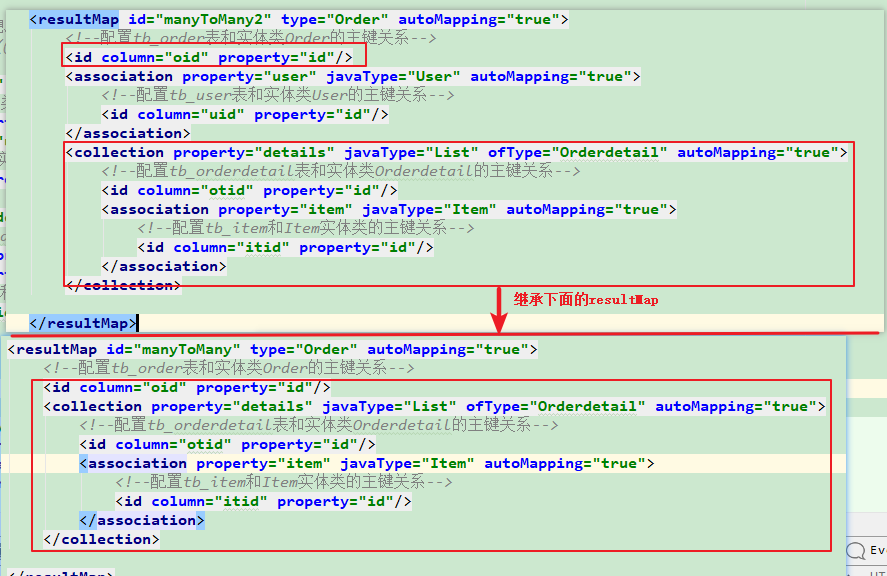 <resultMap id="manyToMany2" type="Order" autoMapping="true">
<!--配置tb_order表和实体类Order的主键关系-->
<id column="oid" property="id"/>
<association property="user" javaType="User" autoMapping="true">
<!--配置tb_user表和实体类User的主键关系-->
<id column="uid" property="id"/>
</association>
<collection property="details" javaType="List" ofType="Orderdetail" autoMapping="true">
<!--配置tb_orderdetail表和实体类Orderdetail的主键关系-->
<id column="otid" property="id"/>
<association property="item" javaType="Item" autoMapping="true">
<!--配置tb_item和Item实体类的主键关系-->
<id column="itid" property="id"/>
</association>
</collection>
继承下面的resultMap
</resultMap>
<resultMap id="manyToMany" type="Order" autoMapping="true">
<!--配置tb_order表和实体类Order的主键关系-->
<id column="oid" property="id"/>
<collection property="details" javaType="List" ofType="Orderdetail" autoMapping="true">
<!--配置tb_orderdetail表和实体类Orderdetail的主键关系-->
<id column="otid" property="id"/>
<association property="item" javaType="Item" autoMapping="true">
<!--配置tb_item和Item实体类的主键关系-->
<id column="itid" property="id"/>
</association>
</collection>
</resultMap>